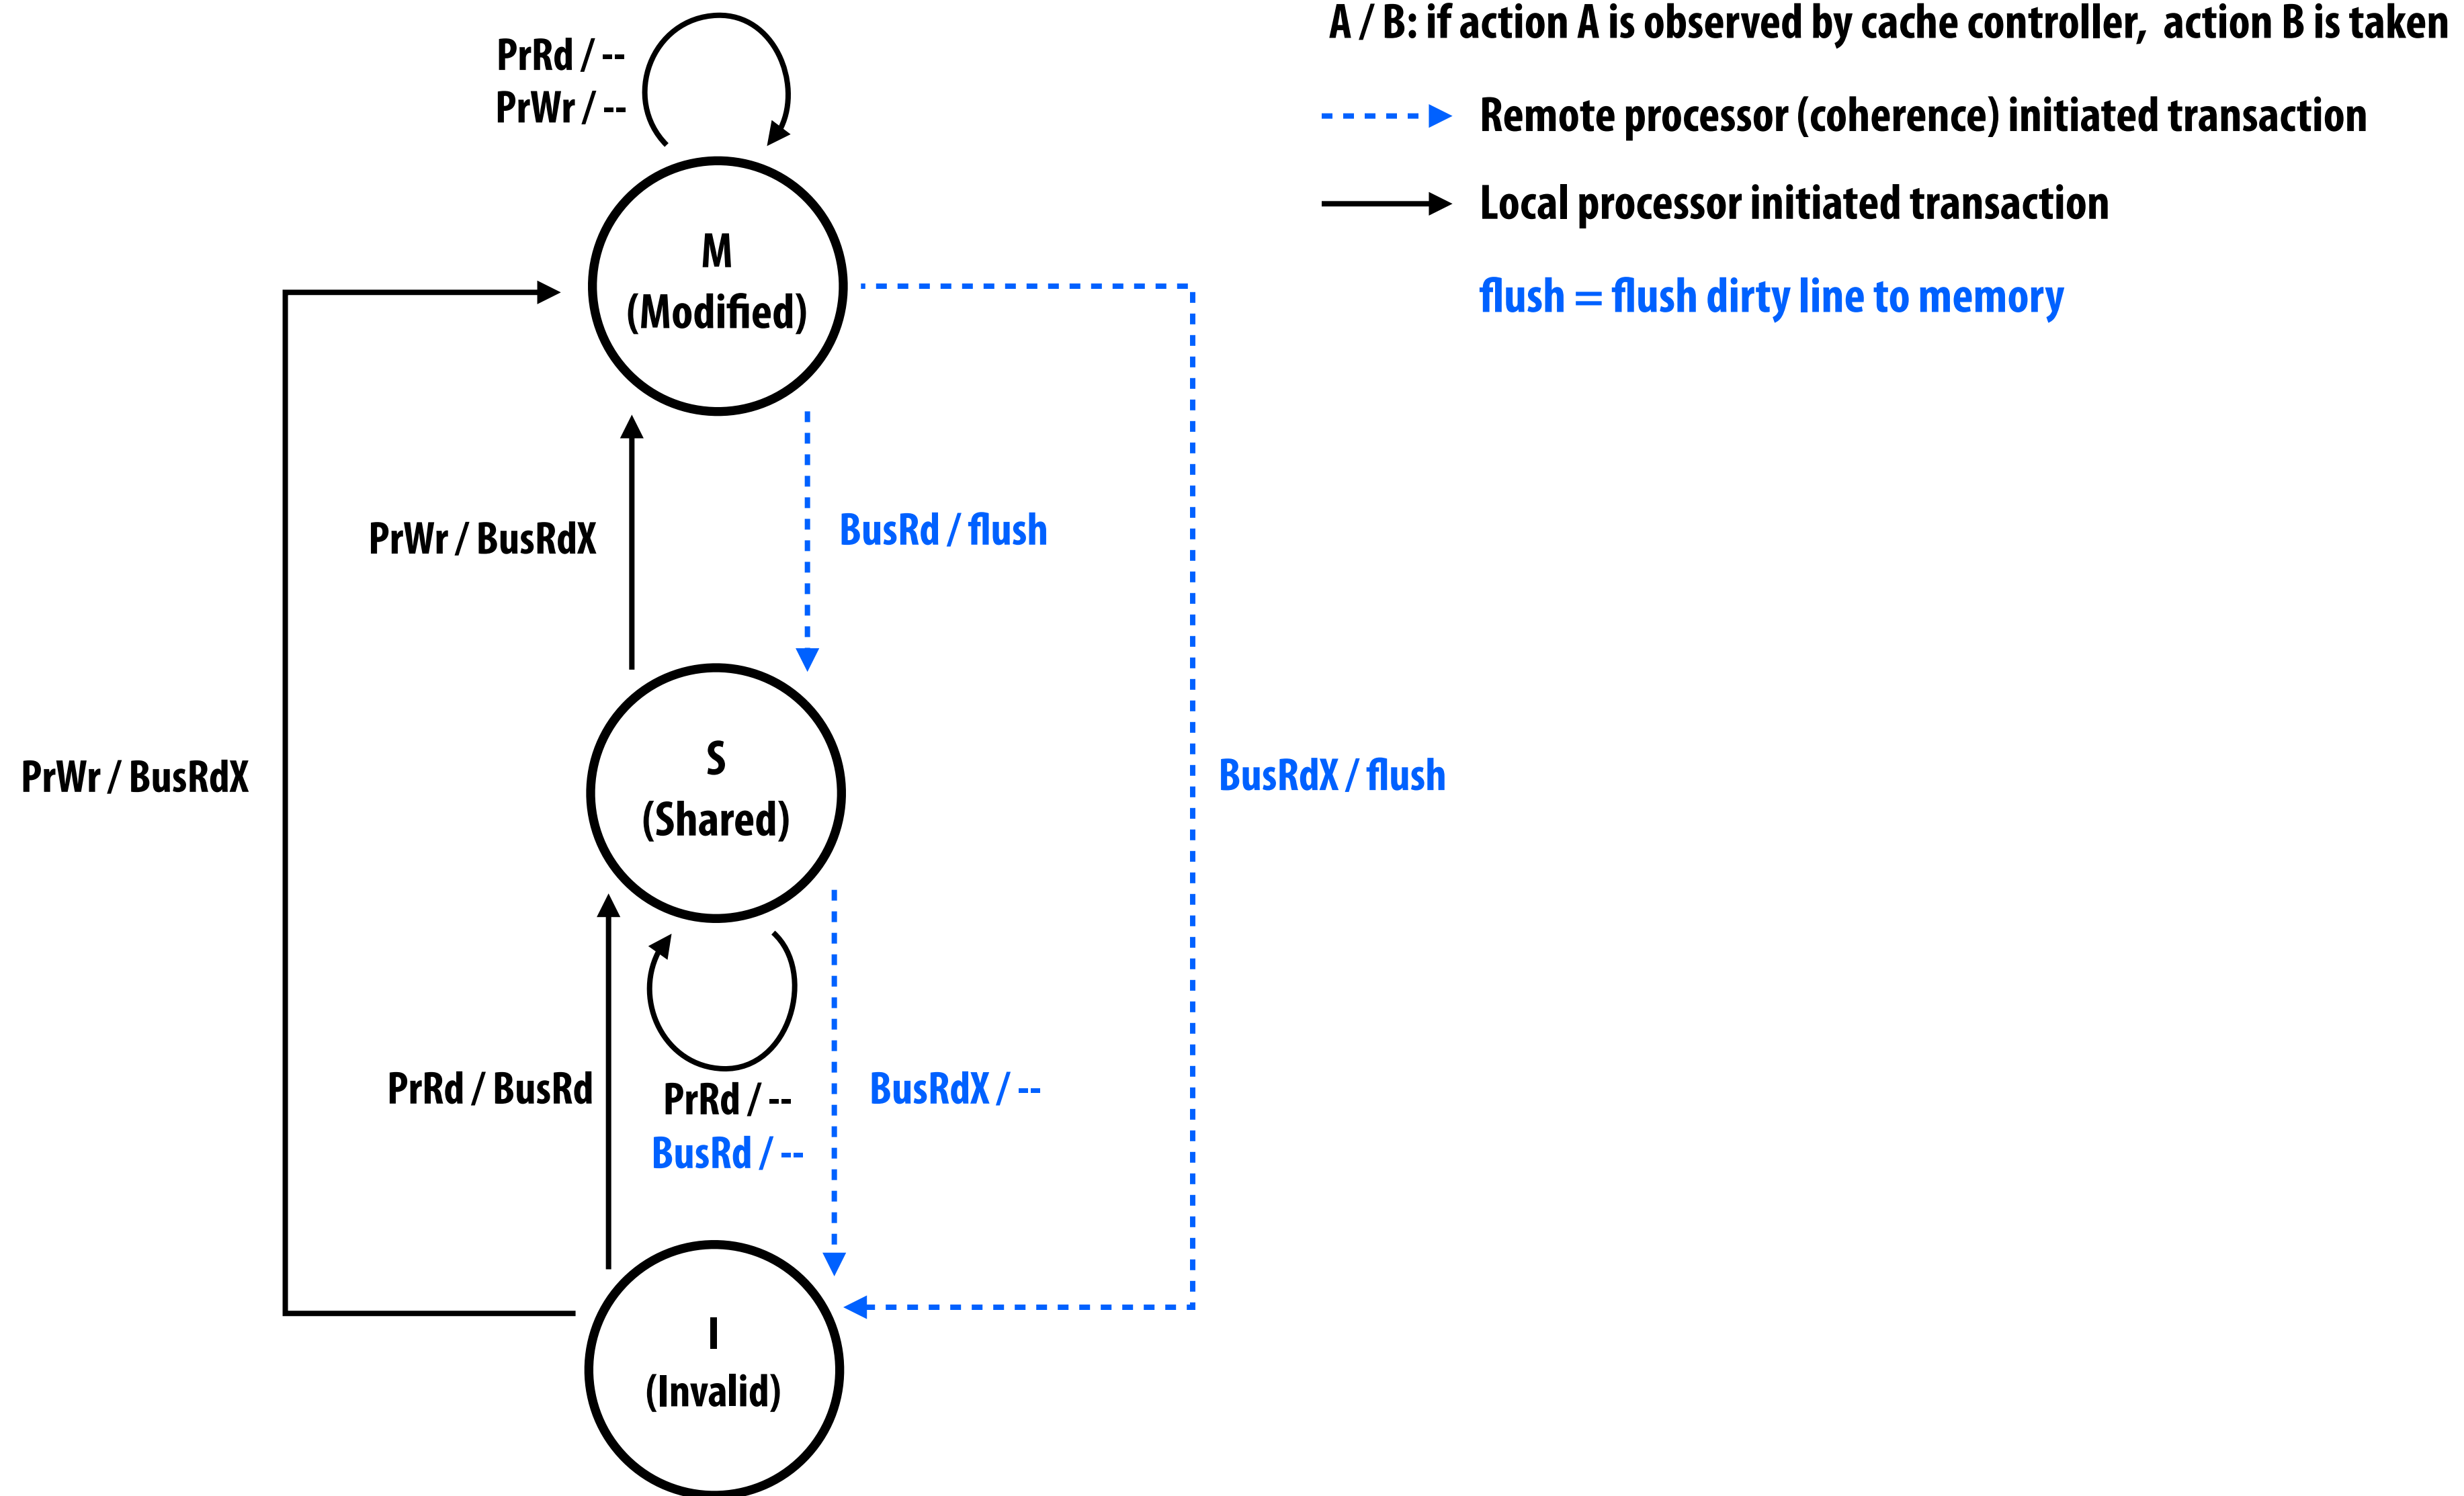 A / B: if action A is observed by cache controller, action B is taken
PrRd / --
PrWr / --
Remote processor (coherence) initiated transaction
Local processor initiated transaction
flush = flush dirty line to memory
M
(Modified)
PrWr / BusRdX
BusRd / flush
S
(Shared)
PrWr / BusRdX
BusRdX / flush
PrRd / BusRd
PrRd / --
BusRd / --
BusRdX / --
I
(Invalid)